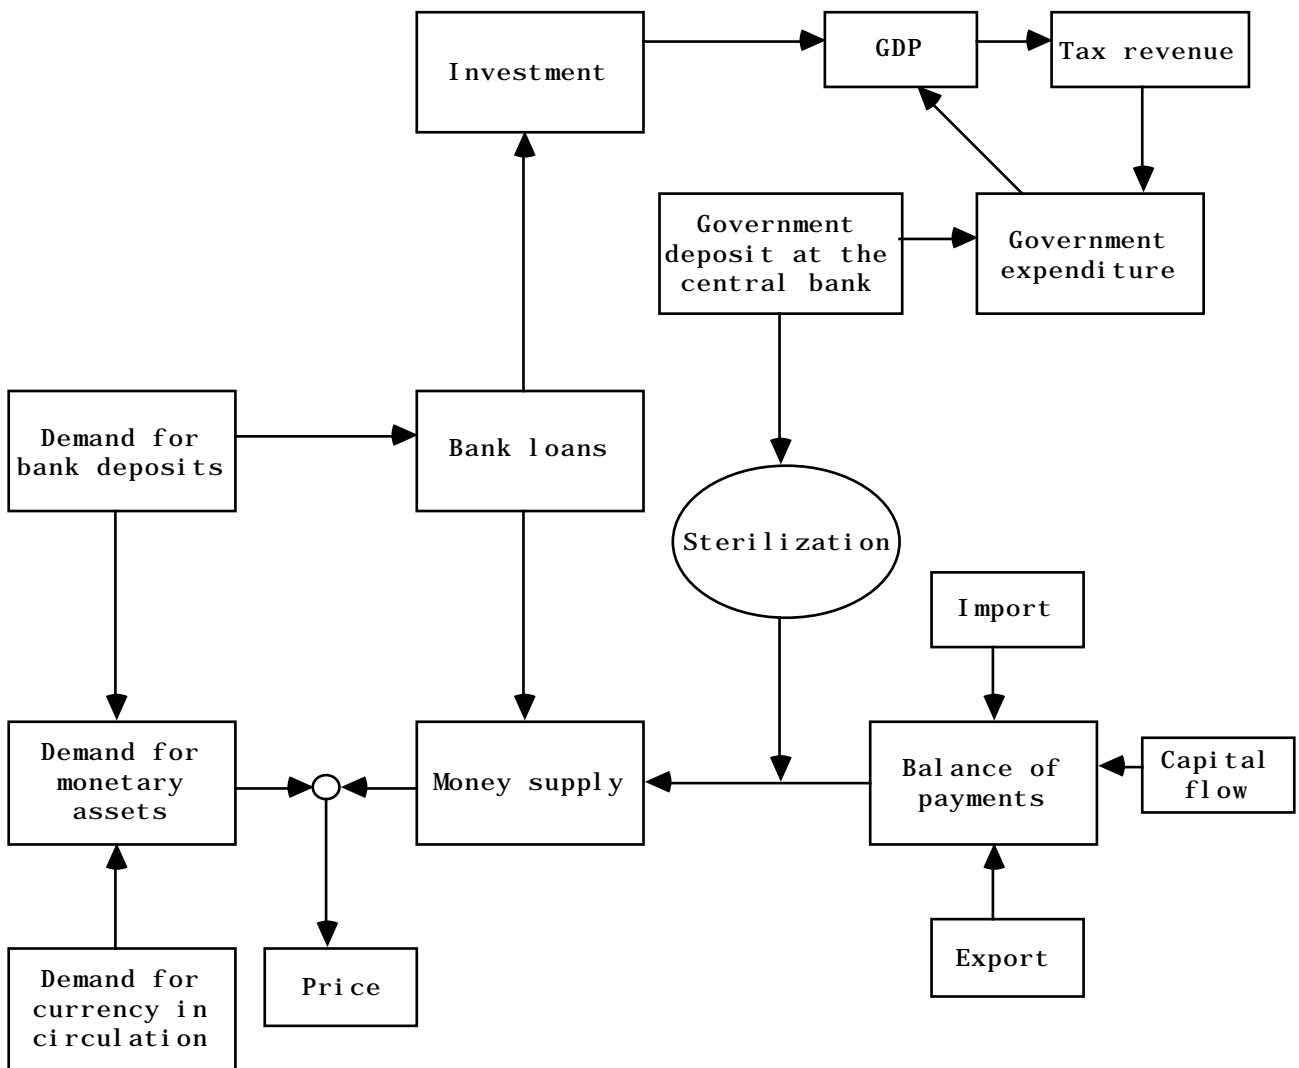 Investment
GDP
Tax revenue
Government
deposit at the
central bank
Government
expenditure
Demand for
bank deposits
Bank loans
Sterilization
Import
Demand for
monetary
assets
Money supply
Balance of
payments
Capital
flow
Demand for
currency in
circulation
Price
Export